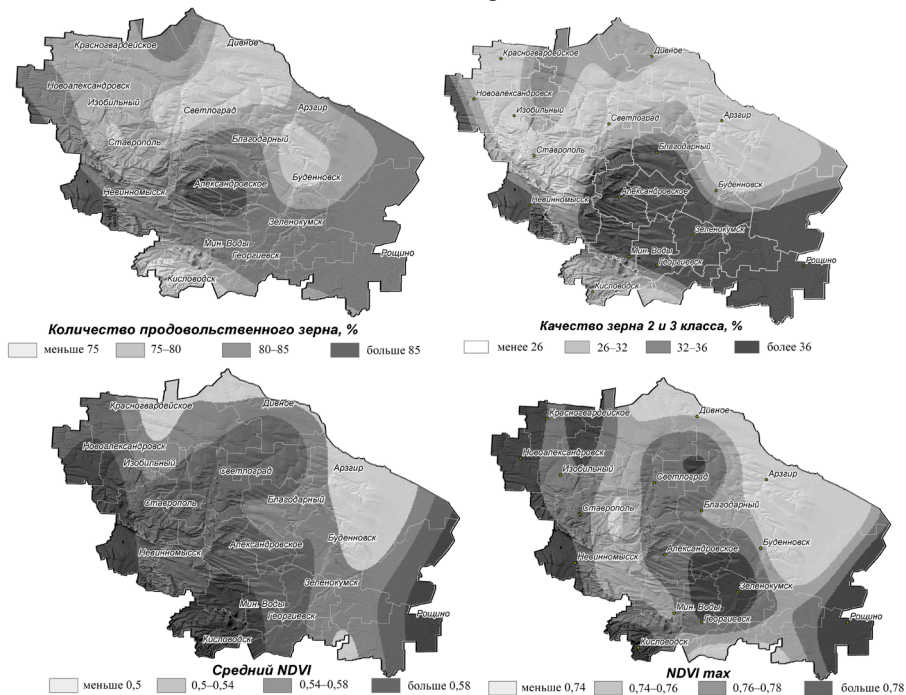 Красногвардейское
Дивное
Новоалександровск
Изобильный
Арзгир
Светлоград
Ставрополь
Благодарный
Невинномысск
Александровское
Буденновск
Зеленокумск
Мин. Воды
Георгиевск
Рощино
Кисловодск
Количество продовольственного зерна, %
меньше 75
75–80
80–85
больше 85
Красногвардейское
Дивное
Новоалександровск
Изобильный
Светлоград
Арзгир
Ставрополь
Благодарный
Александровское
Буденновск
Невинномысск
Зеленокумск
Мин. Воды
Георгиевск
Рощино
Кисловодск
Качество зерна 2 и 3 класса, %
менее 26
26–32
32–36
более 36
Красногвардейское
Дивное
Новоалександровск
Изобильный
Светлоград
Арзгир
Ставрополь
Благодарный
Невинномысск
Александровское
Буденновск
Зеленокумск
Мин. Воды
Георгиевск
Рощино
Кисловодск
Средний NDVI
меньше 0,5
0,5–0,54
0,54–0,58
больше 0,58
Красногвардейское
Дивное
Новоалександровск
Изобильный
Светлоград
Арзгир
Ставрополь
Благодарный
Невинномысск
Александровское
Буденновск
Зеленокумск
Мин. Воды
Георгиевск
Рощино
Кисловодск
NDVI max
меньше 0,74
0,74–0,76
0,76–0,78
больше 0,78